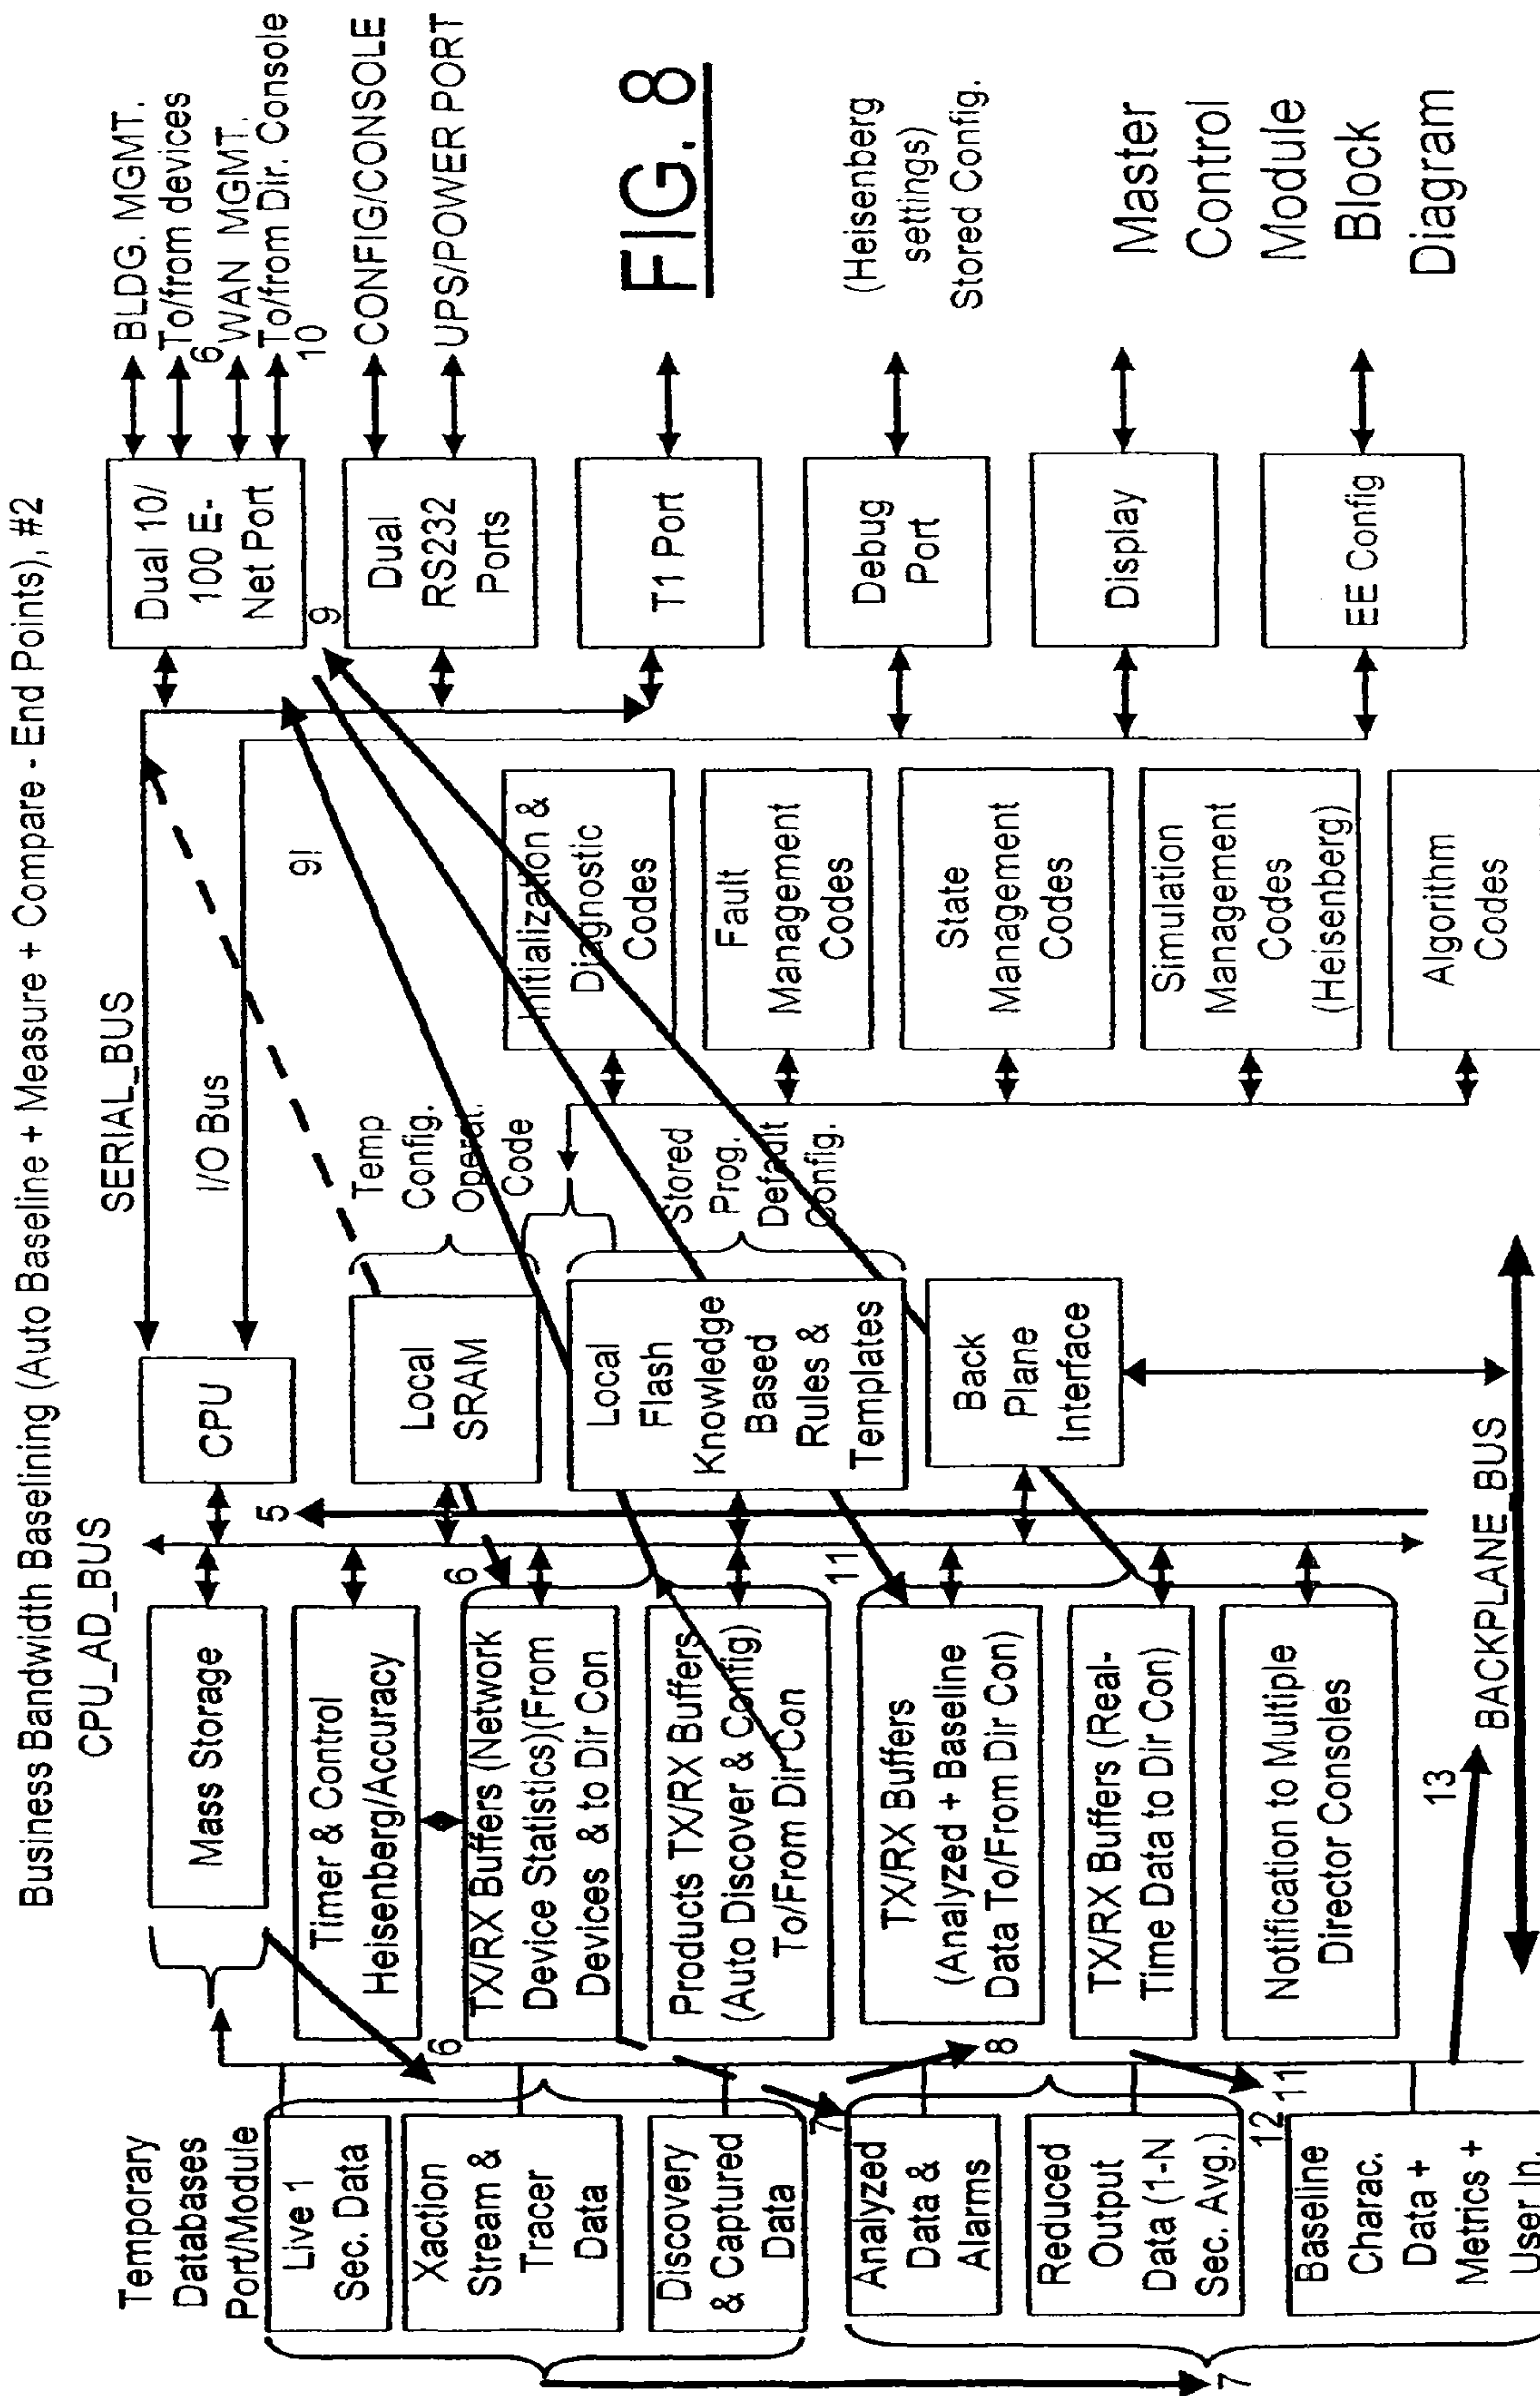 Business Bandwidth Baselining (Auto Baseline + Measure + Compare - End Points), #2
CPU_AD_BUS
SERIAL_BUS
I/O Bus
Temporary
Databases
Port/Module
Live 1
Sec. Data
Xaction
Stream &
Tracer
Data
Discovery
& Captured
Data
Analyzed
Data &
Alarms
Reduced
Output
Data (1-N
Sec. Avg.)
Baseline
Charac.
Data +
Metrics +
User In.
7
6
7
8
12
11
13
Mass Storage
Timer & Control
Heisenberg/Accuracy
TX/RX Buffers (Network
Device Statistics)(From
Devices & to Dir Con
Products TX/RX Buffers
(Auto Discover & Config)
To/From Dir Con
TX/RX Buffers
(Analyzed + Baseline
Data To/From Dir Con)
TX/RX Buffers (Real-
Time Data to Dir Con)
Notification to Multiple
Director Consoles
BACKPLANE_BUS
5
6
11
CPU
Local
SRAM
Local
Flash
Knowledge
Based
Rules &
Templates
Back
Plane
Interface
Temp
Config.
Operat.
Code
Stored
Prog.
Default
Config.
Initialization &
Diagnostic
Codes
Fault
Management
Codes
State
Management
Codes
Simulation
Management
Codes
(Heisenberg)
Algorithm
Codes
9I
9
Dual 10/
100 E-
Net Port
Dual
RS232
Ports
T1 Port
Debug
Port
Display
EE Config
BLDG. MGMT.
To/from devices
6
WAN MGMT.
To/from Dir. Console
10
CONFIG/CONSOLE
UPS/POWER PORT
FIG. 8
(Heisenberg
settings)
Stored Config.
Master
Control
Module
Block
Diagram